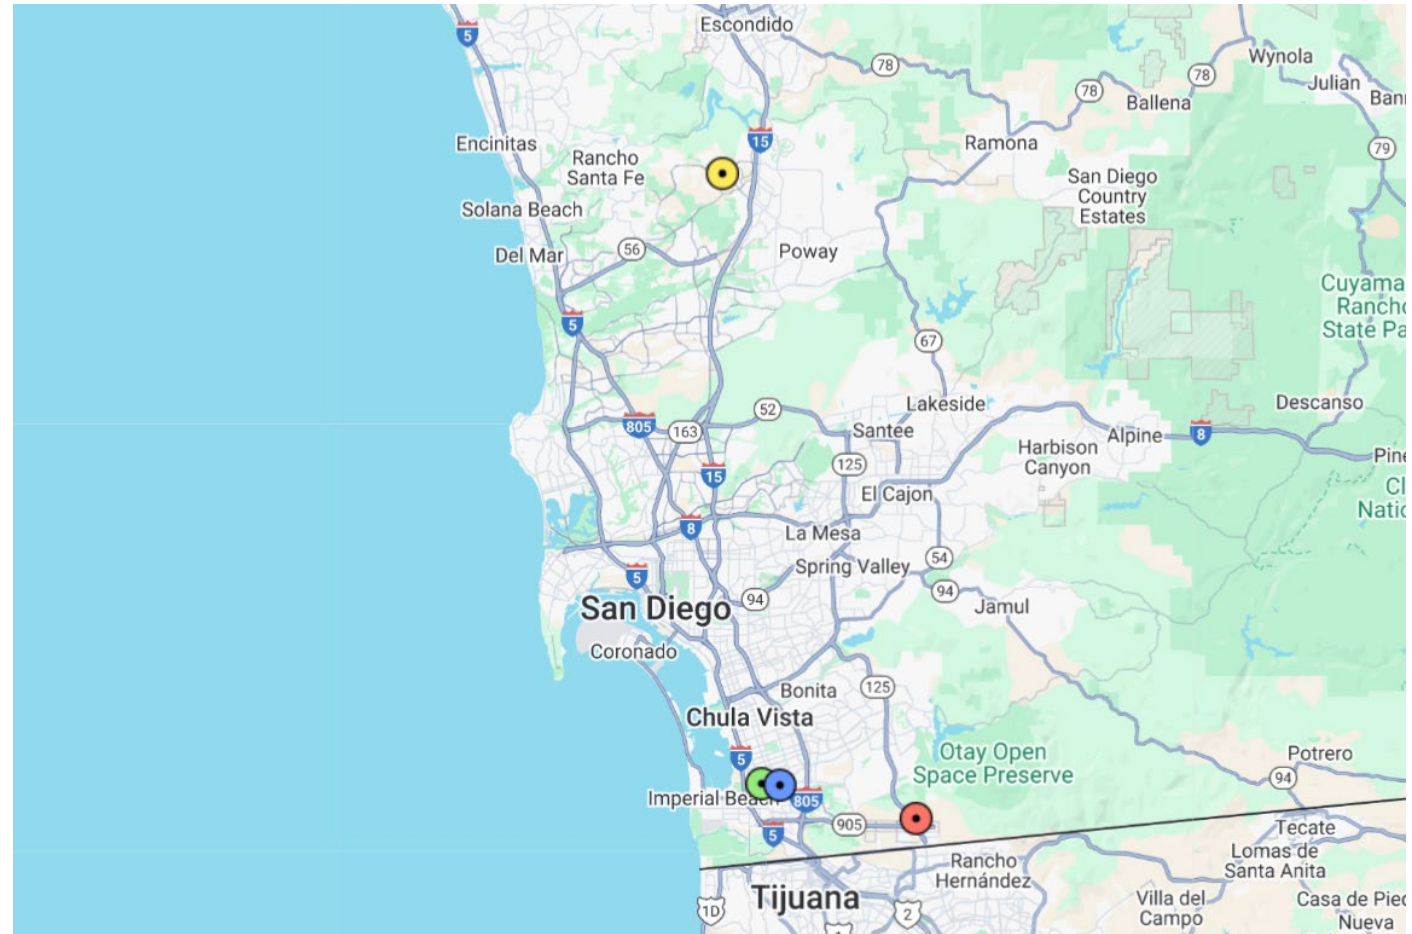 Escondido
5
Wynola
78
78
78
Julian
Ballena
15
Encinitas
Ramona
79
Rancho
Santa Fe
San Diego
Country
Estates
Solana Beach
56
Poway
Del Mar
State
5
67
Lakeside
52
Descanso
805
163
Santee
8
Alpine
Harbison
Canyon
125
15
El Cajon
8
La Mesa
54
Spring Valley
5
94
94
San Diego
Jamul
Coronado
125
Bonita
Chula Vista
Otay Open
Space Preserve
5
Potrero
94
Imperial Beach
805
905
5
Tecate
Lomas de
Santa Anita
Rancho
Hernández
Tijuana
1D
2
Villa del
Campo
Casa de
Nueva